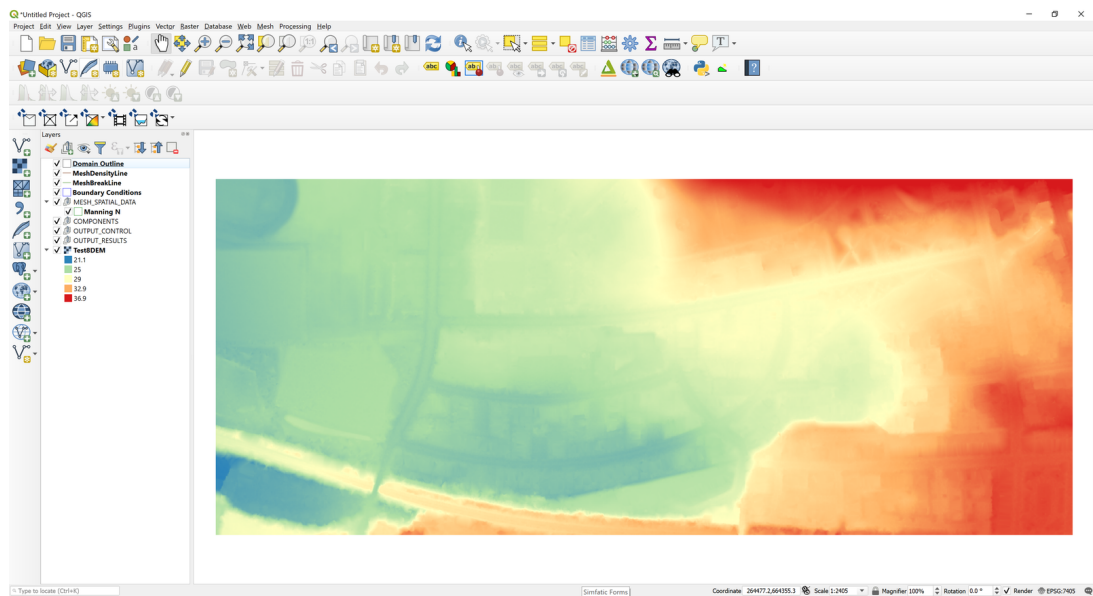 *Untitled Project - QGIS
Project Edit View Layer Settings Plugins Vector Raster Database Web Mesh Processing Help
abc
Layers
Domain Outline
MeshDensityLine
MeshBreakLine
Boundary Conditions
MESH_SPATIAL_DATA
Manning N
COMPONENTS
OUTPUT_CONTROL
OUTPUT_RESULTS
Test8DEM
21.1
25
29
32.9
36.9
Type to locate (Ctrl+K)
Simfatic Forms
Coordinate 264477.2,664355.3 Scale 1:2405 Magnifier 100% Rotation 0.0 ° Render EPSG:7405